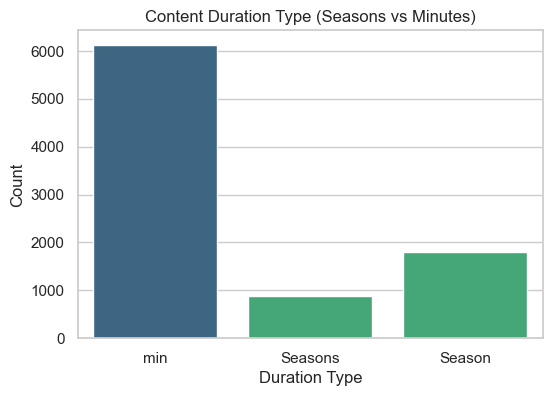 Content Duration Type (Seasons vs Minutes)
6000
5000
4000
3000
2000
1000
0
Count
min
Seasons
Season
Duration Type